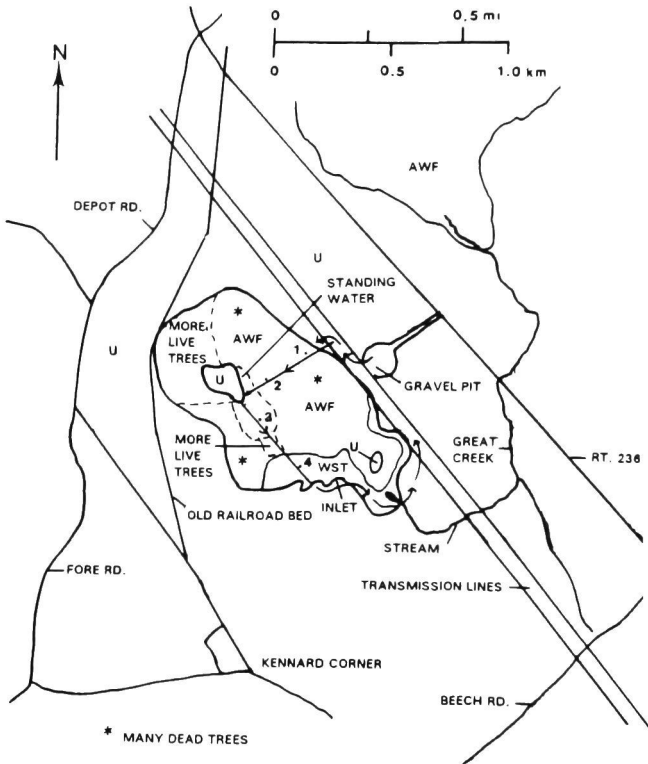 0 0.5 mi
0 0.5 1.0 km
N
AWF
DEPOT RD.
U
STANDING
WATER
*
MORE
LIVE
TREES
AWF
1.
U
2
*
U
GRAVEL PIT
AWF
.3
MORE
LIVE
TREES
*
.4
WST
U
GREAT
CREEK
RT. 236
INLET
OLD RAILROAD BED
STREAM
FORE RD.
TRANSMISSION LINES
KENNARD CORNER
BEECH RD.
* MANY DEAD TREES